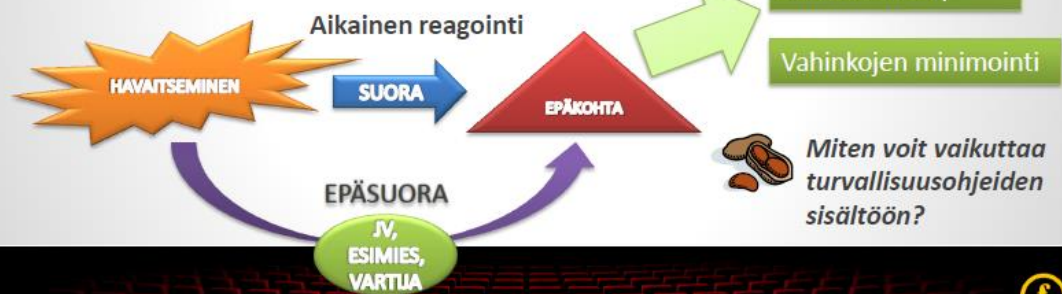 Aikainen reagointi
HAVAITSEMINEN
SUORA
EPÄKOHTA
Vahinkojen minimointi
EPÄSUORA
JV,
ESIMIES,
VARTIJA
Miten voit vaikuttaa
turvallisuusohjeiden
sisältöön?